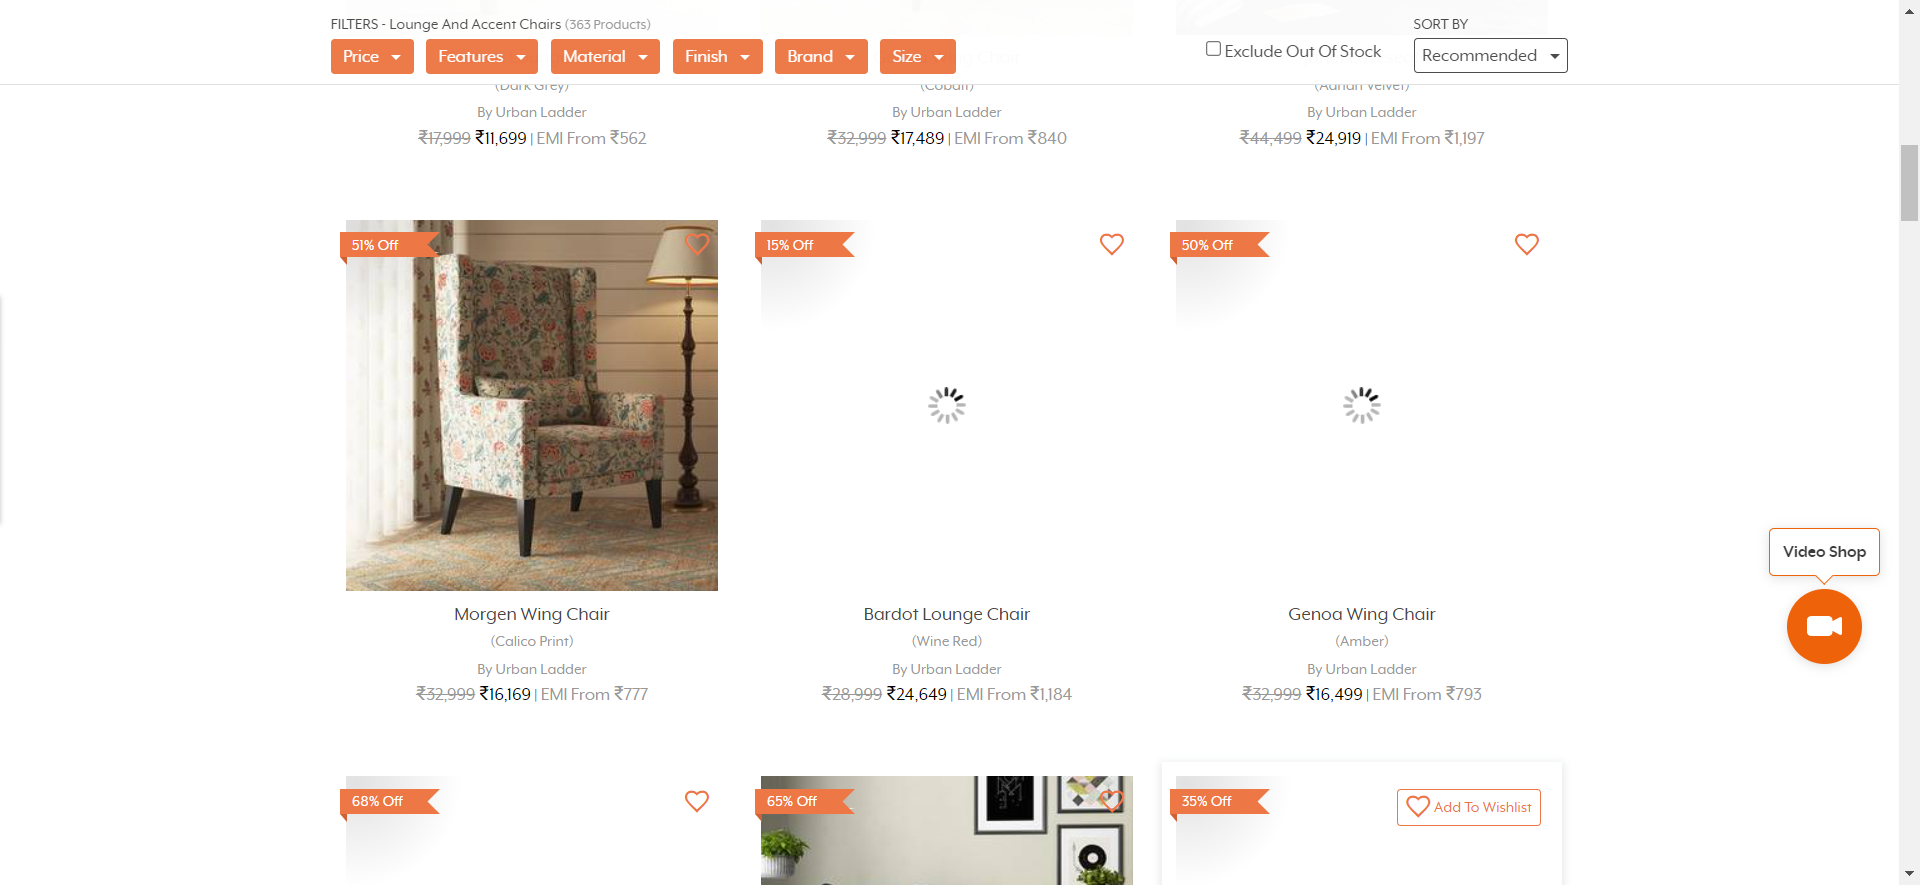 FILTERS - Lounge And Accent Chairs (363 Products)
SORT BY
Price
Features
Material
Finish
Brand
Size
Exclude Out Of Stock
Recommended
(Dark Grey)
(Cobalt)
(Adrian Velvet)
By Urban Ladder
By Urban Ladder
By Urban Ladder
₹17,999 ₹11,699 | EMI From ₹562
₹32,999 ₹17,489 | EMI From ₹840
₹44,499 ₹24,919 | EMI From ₹1,197
51% Off
15% Off
50% Off
Morgen Wing Chair
(Calico Print)
By Urban Ladder
₹32,999 ₹16,169 | EMI From ₹777
Bardot Lounge Chair
(Wine Red)
By Urban Ladder
₹28,999 ₹24,649 | EMI From ₹1,184
Genoa Wing Chair
(Amber)
By Urban Ladder
₹32,999 ₹16,499 | EMI From ₹793
Video Shop
68% Off
65% Off
35% Off
Add To Wishlist